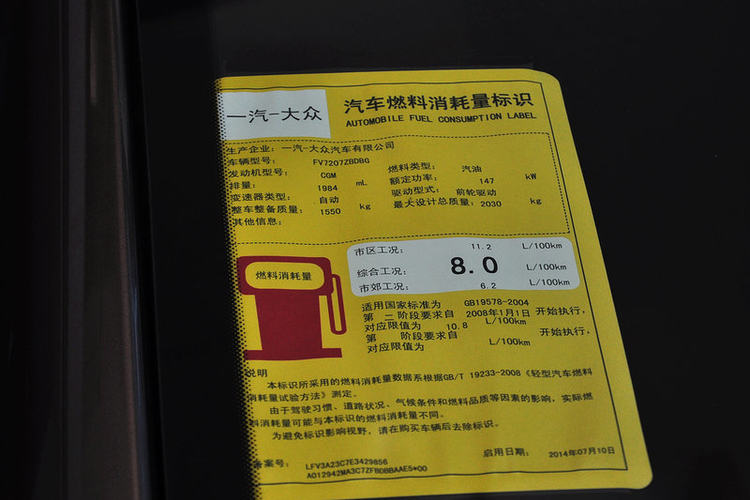 一汽-大众
汽车燃料消耗量标识
AUTOMOBILE FUEL CONSUMPTION LABEL
生产企业：一汽-大众汽车有限公司
车辆型号： FV7207ZBDBG 燃料类型： 汽油
发动机型号： CGM 额定功率： 147 kW
排量： 1984 mL 驱动型式： 前轮驱动
变速器类型： 自动 最大设计总质量：2030 kg
整车整备质量： 1550 kg
其他信息：
燃料消耗量
市区工况： 11.2 L/100km
综合工况： 8.0 L/100km
市郊工况： 6.2 L/100km
适用国家标准为 GB19578-2004
第 二 阶段要求自 2008年1月1日 开始执行，
对应限值为 10.8 L/100km
第 阶段要求自 开始执行，
对应限值为 L/100km
说明
本标识所采用的燃料消耗量数据系根据GB/T 19233-2008《轻型汽车燃料
消耗量试验方法》测定。
由于驾驶习惯、道路状况、气候条件和燃料品质等因素的影响，实际燃
料消耗量可能与本标识的燃料消耗量不同。
为避免标识影响视野，请在购买车辆后去除标识。
备案号： 启用日期： 2014年07月10日
LFV3A23C7E3429856
A012942MA3C7ZFB0BBAAE5*00